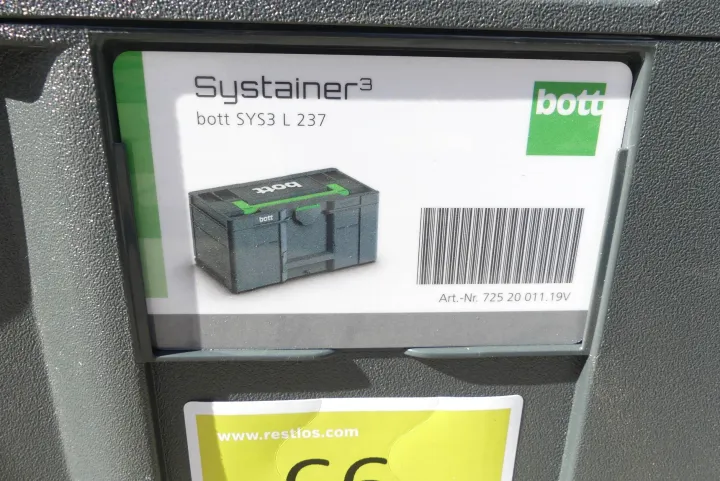 Systainer³
bott SYS3 L 237
bott
bott
bott
Art.-Nr. 725 20 011.19V
www.restlos.com